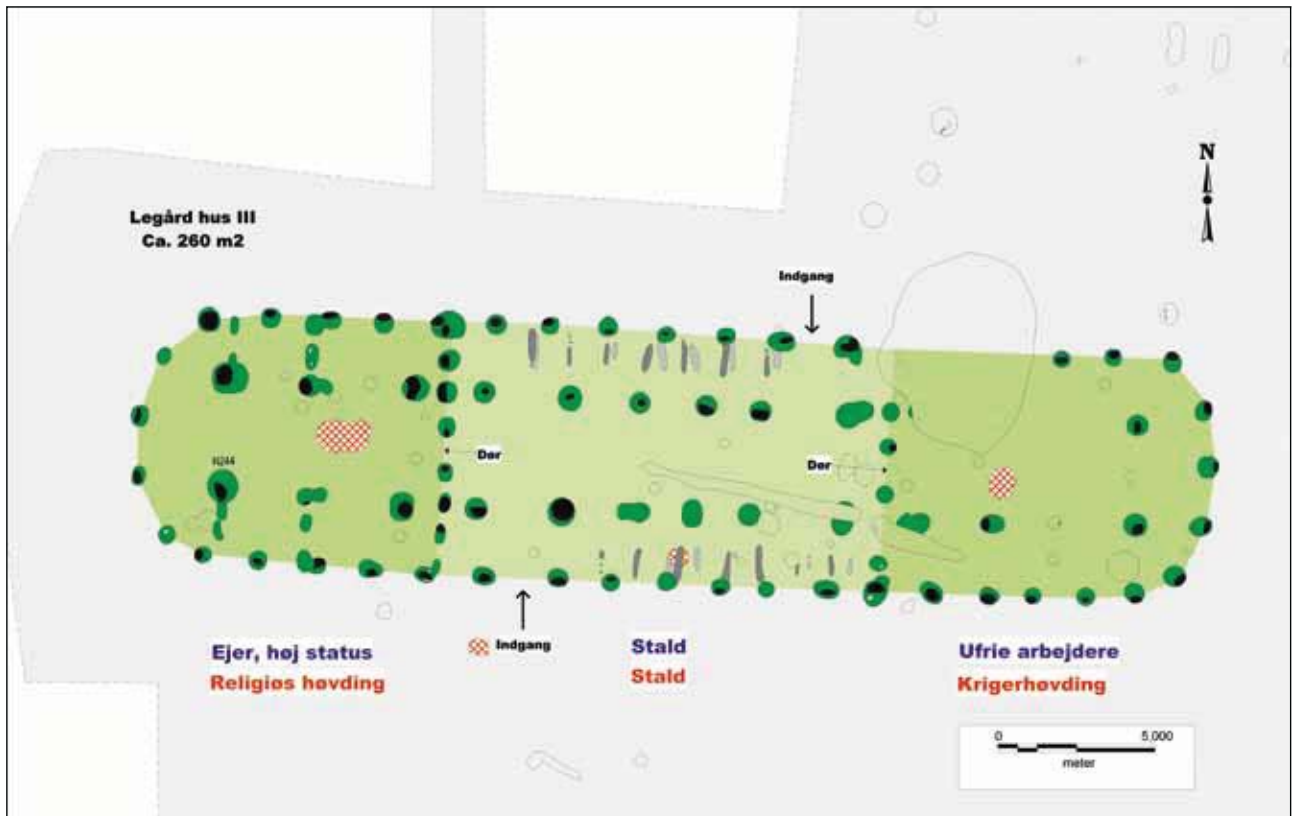 N
Legård hus III
Ca. 260 m2
Indgang
Dør
Dør
Indgang
Ejer, høj status
Religiøs høvding
Stald
Stald
Ufrie arbejdere
Krigerhøvding
0 5,000
meter